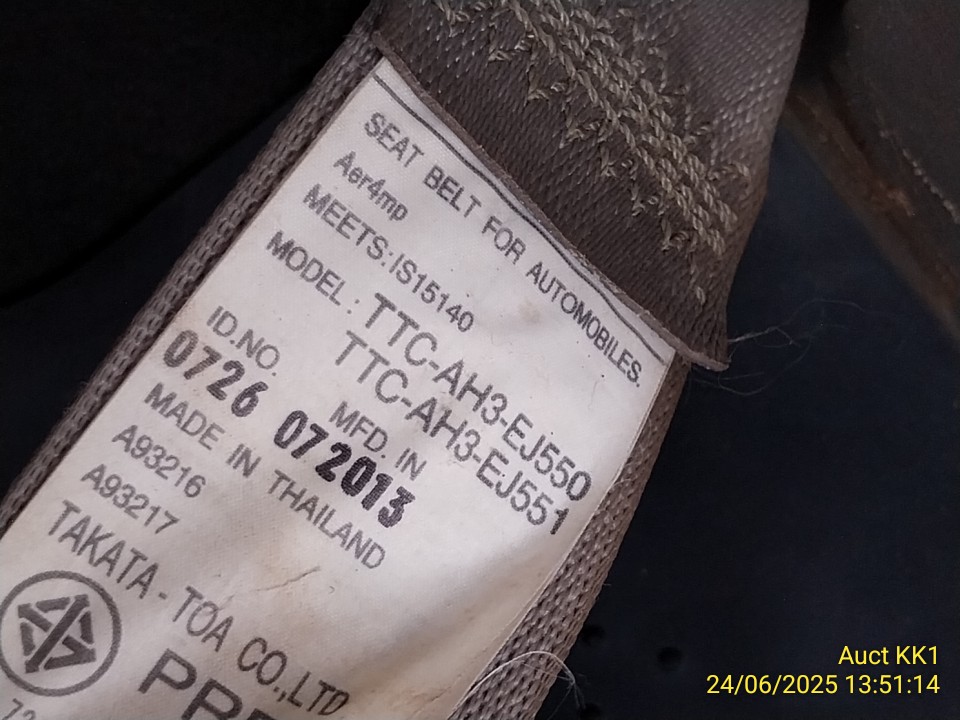 SEAT BELT FOR AUTOMOBILES.
Aer4mp
MEETS:IS15140
MODEL: TTC-AH3-EJ550
TTC-AH3-EJ551
ID.NO. MFD. IN
0726 072013
MADE IN THAILAND
A93216
A93217
TAKATA-TOA CO.,LTD
Auct KK1
24/06/2025 13:51:14